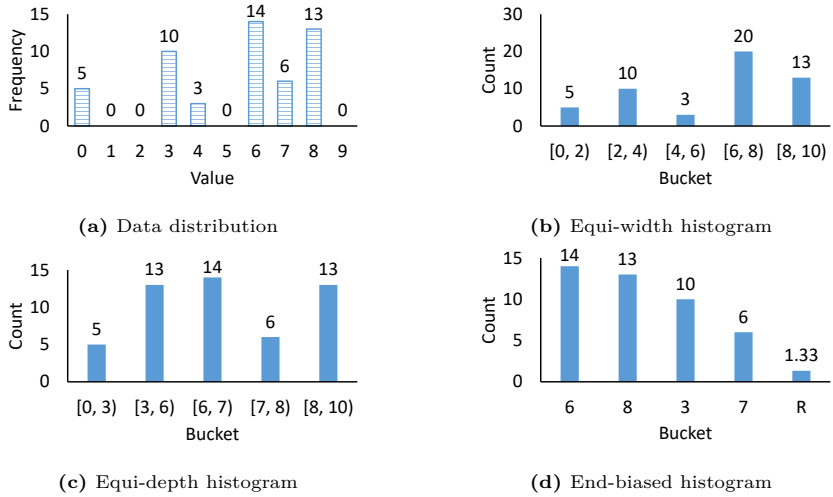 15
10
5
0
Frequency
5
0
0
10
3
0
14
6
13
0
0 1 2 3 4 5 6 7 8 9
Value
(a) Data distribution
30
20
10
0
Count
5
10
3
20
13
[0, 2) [2, 4) [4, 6) [6, 8) [8, 10)
Bucket
(b) Equi-width histogram
15
10
5
0
Count
5
13
14
6
13
[0, 3) [3, 6) [6, 7) [7, 8) [8, 10)
Bucket
(c) Equi-depth histogram
15
10
5
0
Count
14
13
10
6
1.33
6 8 3 7 R
Bucket
(d) End-biased histogram